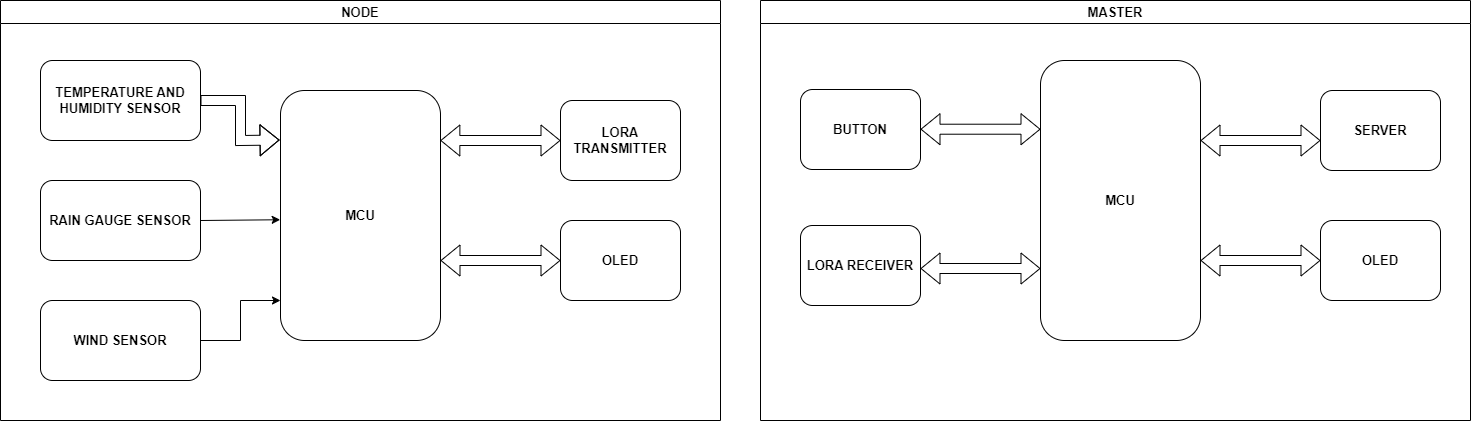 NODE
TEMPERATURE AND
HUMIDITY SENSOR
RAIN GAUGE SENSOR
WIND SENSOR
MCU
LORA
TRANSMITTER
OLED
MASTER
BUTTON
LORA RECEIVER
MCU
SERVER
OLED